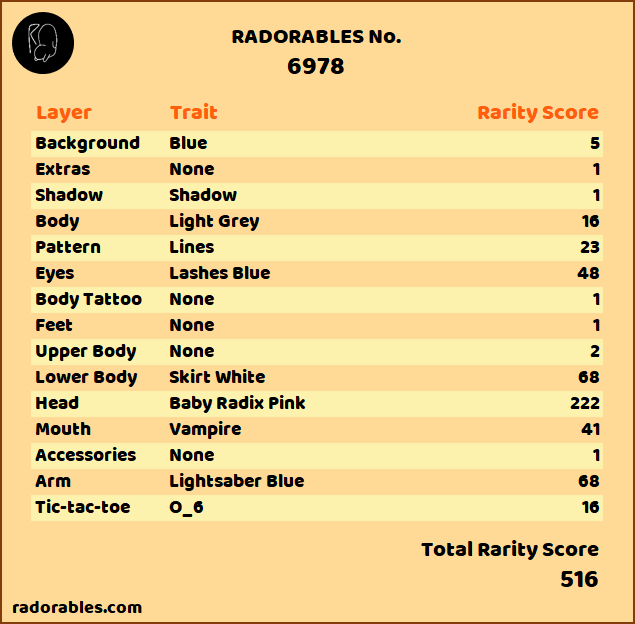 RADORABLES No.
6978
Layer Trait Rarity Score
Background Blue 5
Extras None 1
Shadow Shadow 1
Body Light Grey 16
Pattern Lines 23
Eyes Lashes Blue 48
Body Tattoo None 1
Feet None 1
Upper Body None 2
Lower Body Skirt White 68
Head Baby Radix Pink 222
Mouth Vampire 41
Accessories None 1
Arm Lightsaber Blue 68
Tic-tac-toe O_6 16
Total Rarity Score
516
radorables.com